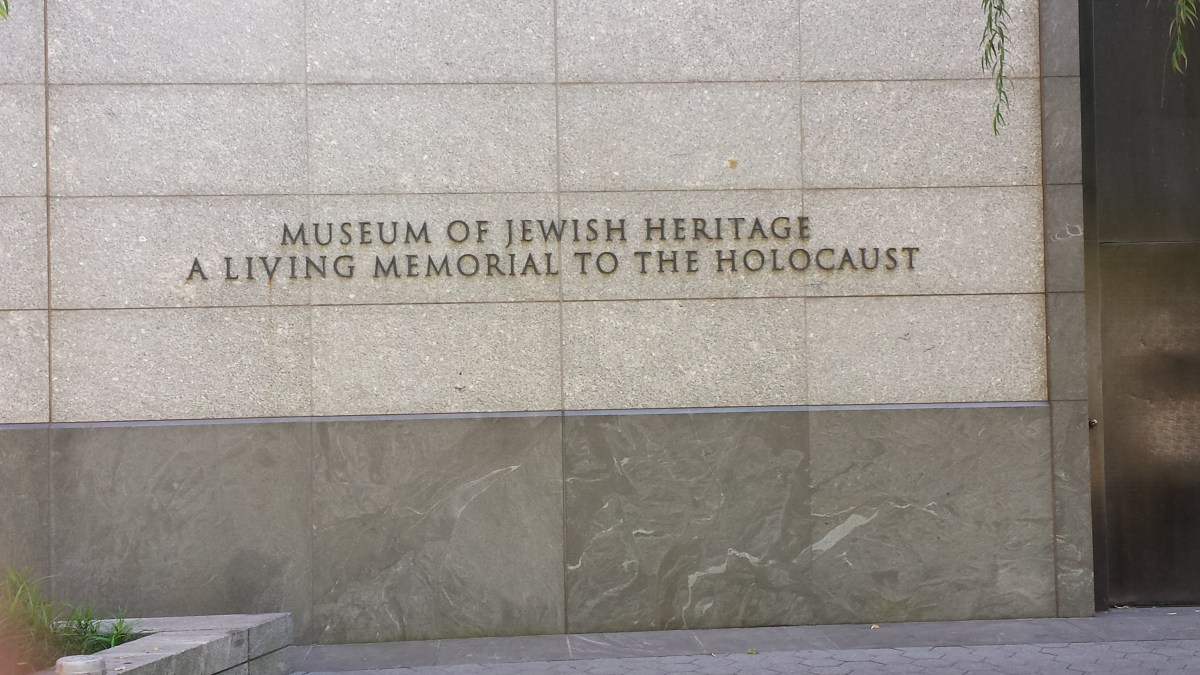 MUSEUM OF JEWISH HERITAGE
A LIVING MEMORIAL TO THE HOLOCAUST